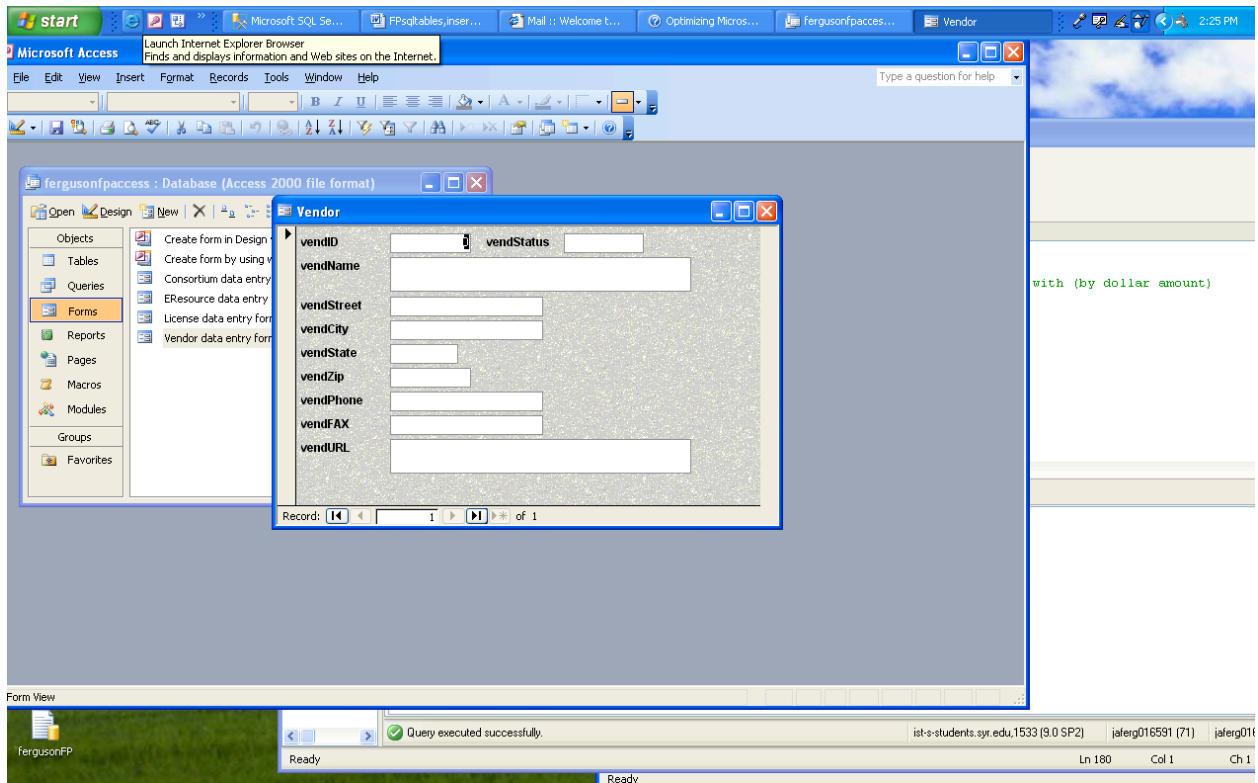 start
»
Microsoft SQL Se...
FPsqltables,inser...
Mail :: Welcome t...
Optimizing Micros...
fergusonfpacces...
Vendor
2:25 PM
Launch Internet Explorer Browser
Finds and displays information and Web sites on the Internet.
Microsoft Access
File Edit View Insert Format Records Tools Window Help
Type a question for help
fergusonfpaccess : Database (Access 2000 file format)
Open Design New
Objects
Tables
Queries
Forms
Reports
Pages
Macros
Modules
Groups
Favorites
Create form in Design
Create form by using
Consortium data entry
EResource data entry
License data entry for
Vendor data entry for
Vendor
vendID vendStatus
vendName
vendStreet
vendCity
vendState
vendZip
vendPhone
vendFAX
vendURL
Record: 1 of 1
with (by dollar amount)
Form View
fergusonFP
Query executed successfully.
ist-s-students.syr.edu,1533 (9.0 SP2)
jaferg016591 (71)
Ready
Ln 180 Col 1 Ch 1
Ready